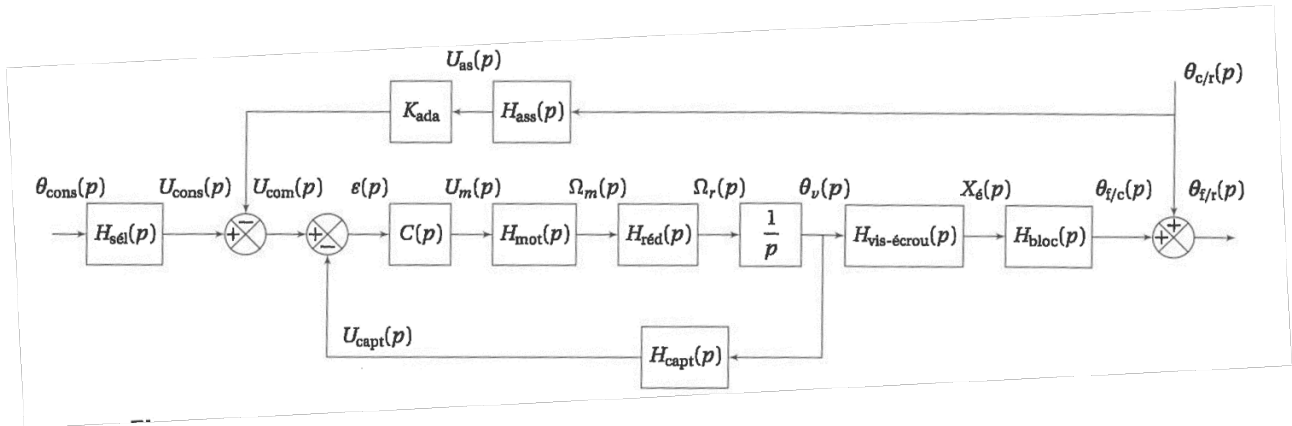 U_as(p)
θ_c/r(p)
K_ada
H_ass(p)
θ_cons(p)
U_cons(p)
U_com(p)
ε(p)
U_m(p)
Ω_m(p)
Ω_r(p)
θ_v(p)
X_é(p)
θ_f/c(p)
θ_f/r(p)
H_sél(p)
+
−
+
−
C(p)
H_mot(p)
H_réd(p)
1
p
H_vis-écrou(p)
H_bloc(p)
+
+
U_capt(p)
H_capt(p)